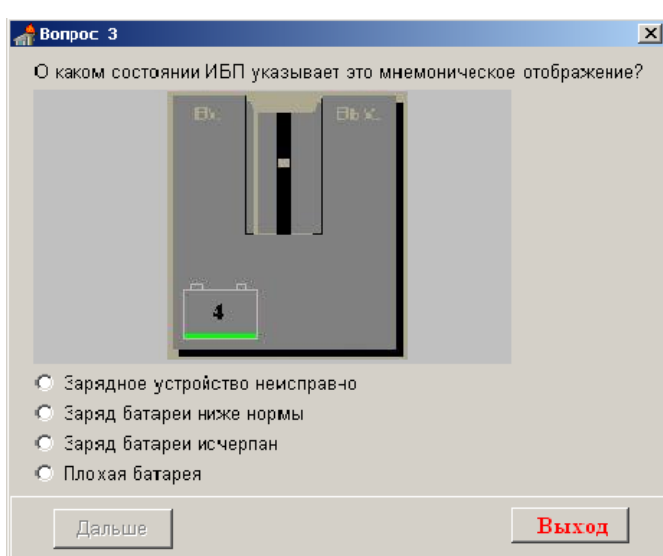 Вопрос 3
О каком состоянии ИБП указывает это мнемоническое отображение?
Вх. Вых.
4
Зарядное устройство неисправно
Заряд батареи ниже нормы
Заряд батареи исчерпан
Плохая батарея
Дальше Выход